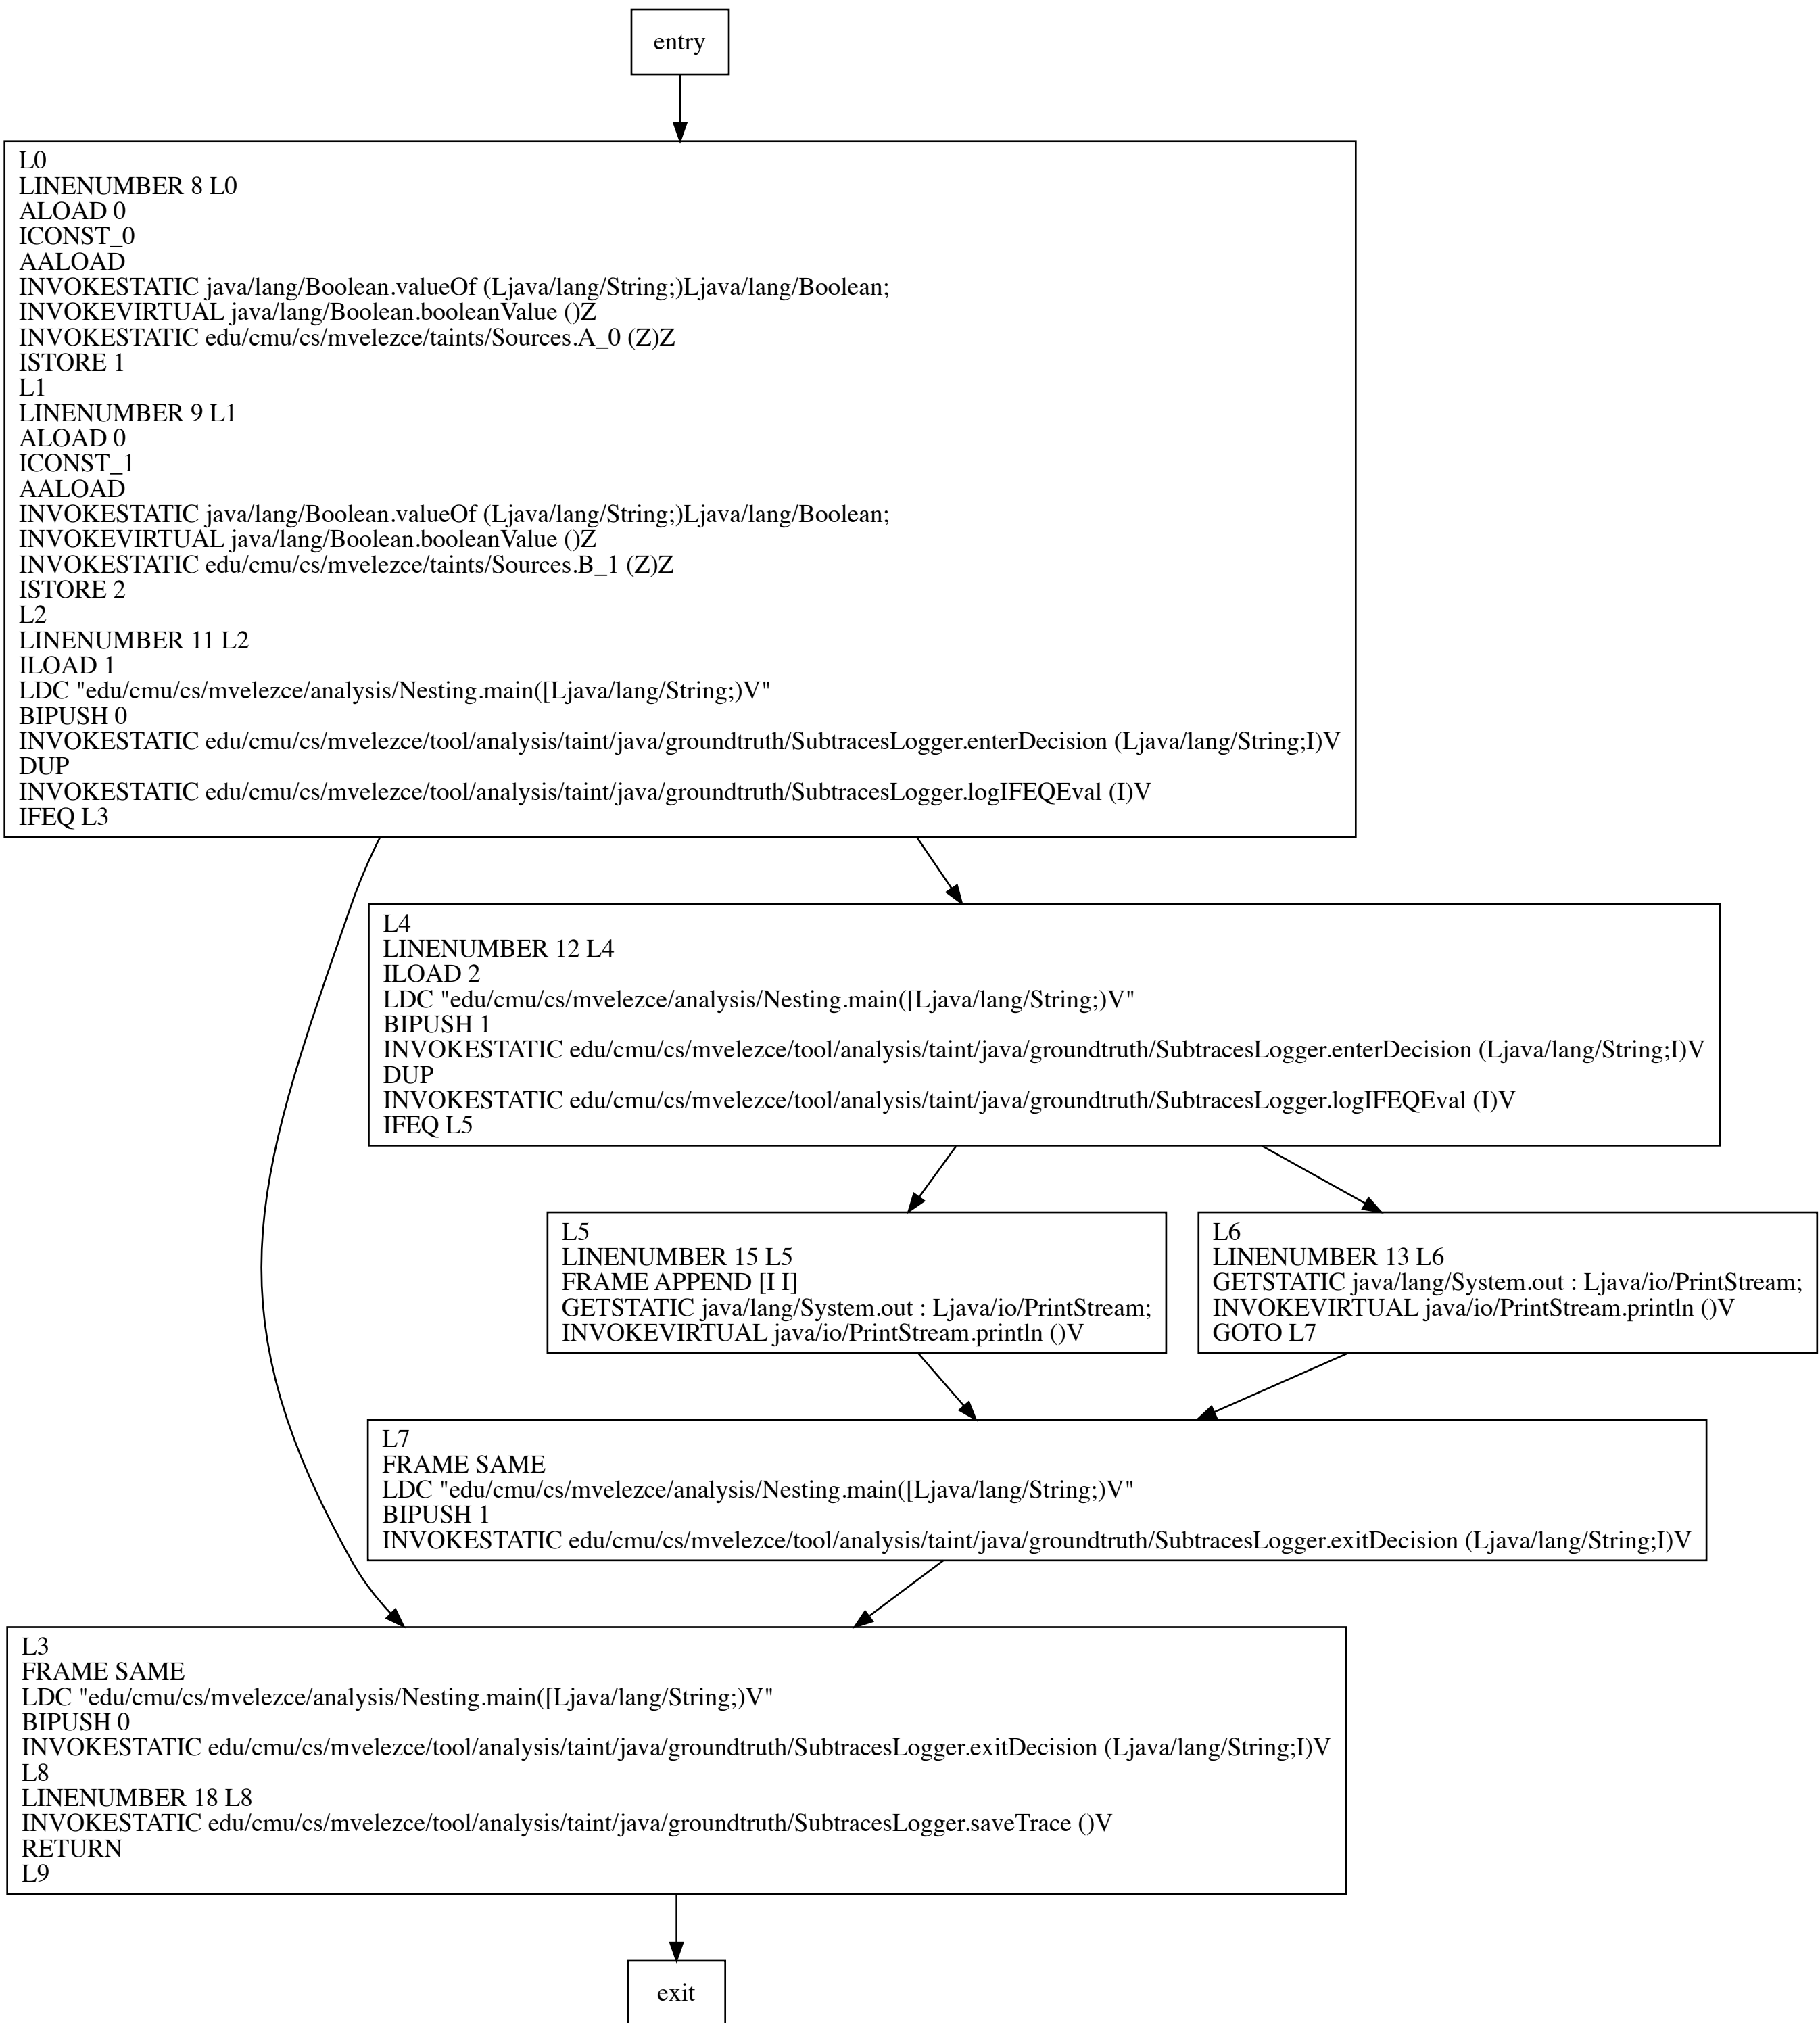 entry
L0
LINENUMBER 8 L0
ALOAD 0
ICONST_0
AALOAD
INVOKESTATIC java/lang/Boolean.valueOf (Ljava/lang/String;)Ljava/lang/Boolean;
INVOKEVIRTUAL java/lang/Boolean.booleanValue ()Z
INVOKESTATIC edu/cmu/cs/mvelezce/taints/Sources.A_0 (Z)Z
ISTORE 1
L1
LINENUMBER 9 L1
ALOAD 0
ICONST_1
AALOAD
INVOKESTATIC java/lang/Boolean.valueOf (Ljava/lang/String;)Ljava/lang/Boolean;
INVOKEVIRTUAL java/lang/Boolean.booleanValue ()Z
INVOKESTATIC edu/cmu/cs/mvelezce/taints/Sources.B_1 (Z)Z
ISTORE 2
L2
LINENUMBER 11 L2
ILOAD 1
LDC "edu/cmu/cs/mvelezce/analysis/Nesting.main([Ljava/lang/String;)V"
BIPUSH 0
INVOKESTATIC edu/cmu/cs/mvelezce/tool/analysis/taint/java/groundtruth/SubtracesLogger.enterDecision (Ljava/lang/String;I)V
DUP
INVOKESTATIC edu/cmu/cs/mvelezce/tool/analysis/taint/java/groundtruth/SubtracesLogger.logIFEQEval (I)V
IFEQ L3
L4
LINENUMBER 12 L4
ILOAD 2
LDC "edu/cmu/cs/mvelezce/analysis/Nesting.main([Ljava/lang/String;)V"
BIPUSH 1
INVOKESTATIC edu/cmu/cs/mvelezce/tool/analysis/taint/java/groundtruth/SubtracesLogger.enterDecision (Ljava/lang/String;I)V
DUP
INVOKESTATIC edu/cmu/cs/mvelezce/tool/analysis/taint/java/groundtruth/SubtracesLogger.logIFEQEval (I)V
IFEQ L5
L5
LINENUMBER 15 L5
FRAME APPEND [I I]
GETSTATIC java/lang/System.out : Ljava/io/PrintStream;
INVOKEVIRTUAL java/io/PrintStream.println ()V
L6
LINENUMBER 13 L6
GETSTATIC java/lang/System.out : Ljava/io/PrintStream;
INVOKEVIRTUAL java/io/PrintStream.println ()V
GOTO L7
L7
FRAME SAME
LDC "edu/cmu/cs/mvelezce/analysis/Nesting.main([Ljava/lang/String;)V"
BIPUSH 1
INVOKESTATIC edu/cmu/cs/mvelezce/tool/analysis/taint/java/groundtruth/SubtracesLogger.exitDecision (Ljava/lang/String;I)V
L3
FRAME SAME
LDC "edu/cmu/cs/mvelezce/analysis/Nesting.main([Ljava/lang/String;)V"
BIPUSH 0
INVOKESTATIC edu/cmu/cs/mvelezce/tool/analysis/taint/java/groundtruth/SubtracesLogger.exitDecision (Ljava/lang/String;I)V
L8
LINENUMBER 18 L8
INVOKESTATIC edu/cmu/cs/mvelezce/tool/analysis/taint/java/groundtruth/SubtracesLogger.saveTrace ()V
RETURN
L9
exit